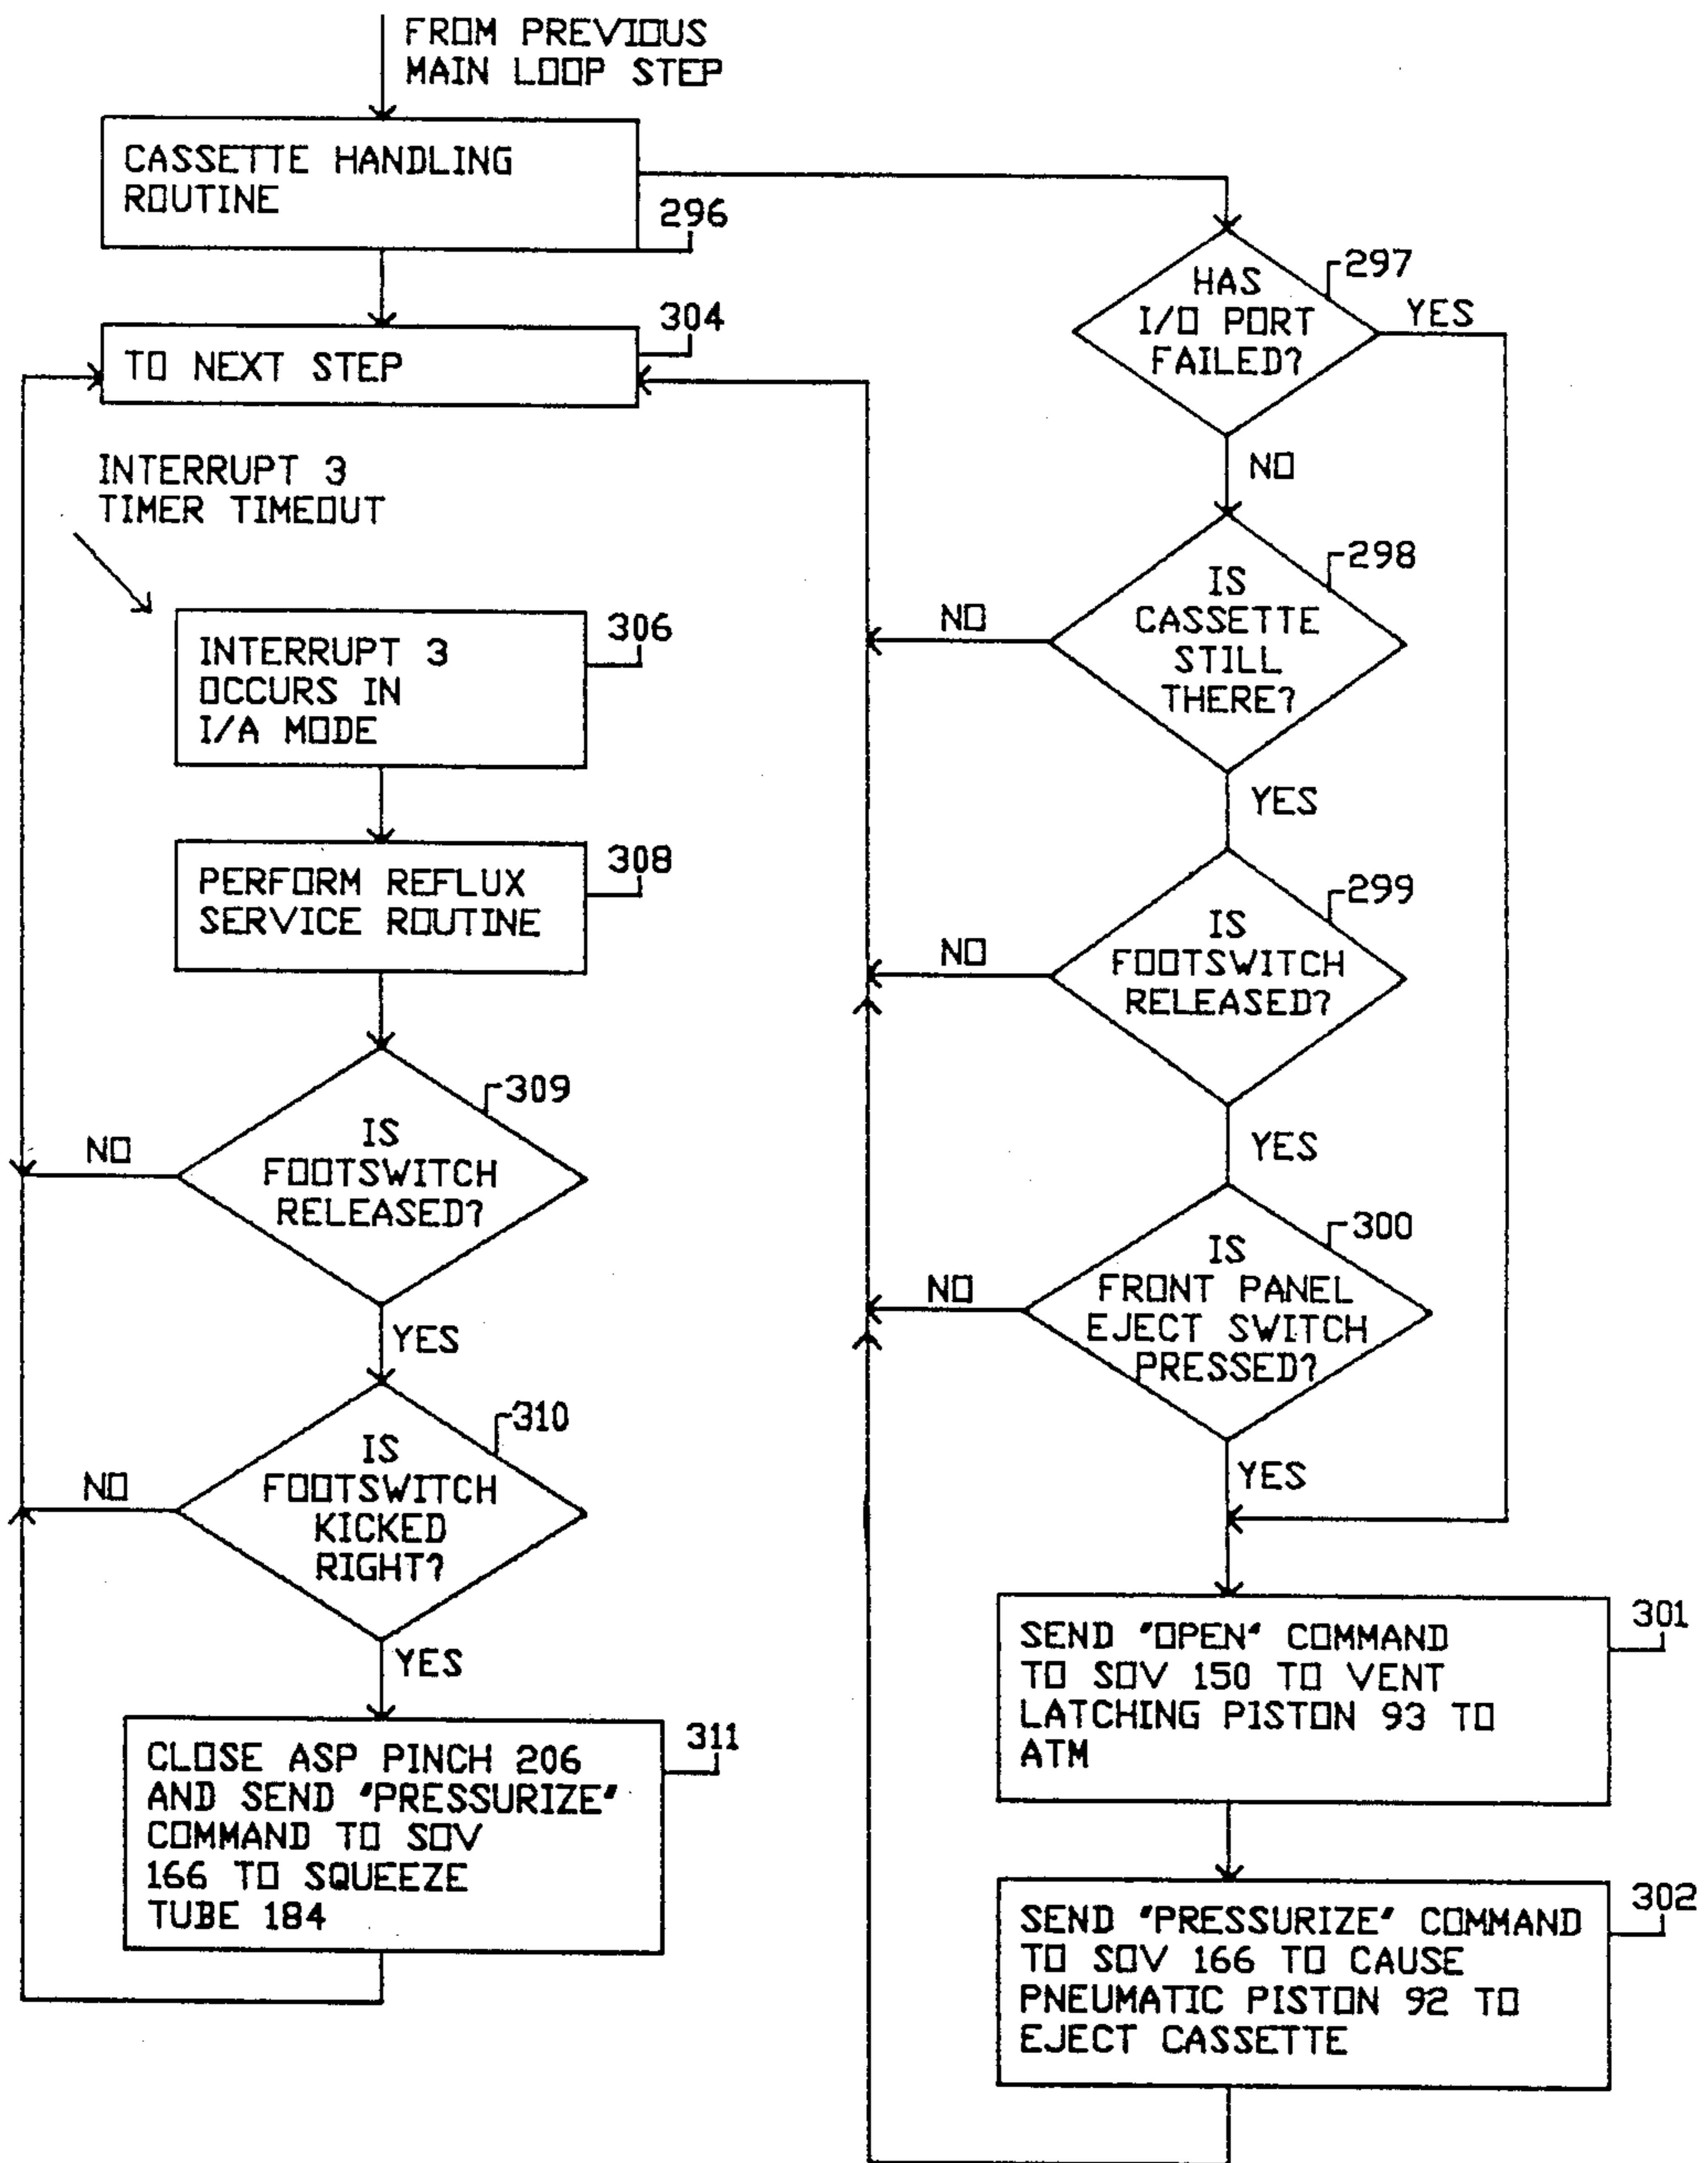 FROM PREVIOUS
MAIN LOOP STEP
CASSETTE HANDLING
ROUTINE
296
TO NEXT STEP
304
INTERRUPT 3
TIMER TIMEOUT
INTERRUPT 3
OCCURS IN
I/A MODE
306
PERFORM REFLUX
SERVICE ROUTINE
308
309
IS
FOOTSWITCH
RELEASED?
NO
YES
310
IS
FOOTSWITCH
KICKED
RIGHT?
NO
YES
CLOSE ASP PINCH 206
AND SEND "PRESSURIZE"
COMMAND TO SOV
166 TO SQUEEZE
TUBE 184
311
297
HAS
I/O PORT
FAILED?
YES
NO
298
IS
CASSETTE
STILL
THERE?
NO
YES
299
IS
FOOTSWITCH
RELEASED?
NO
YES
300
IS
FRONT PANEL
EJECT SWITCH
PRESSED?
NO
YES
SEND "OPEN" COMMAND
TO SOV 150 TO VENT
LATCHING PISTON 93 TO
ATM
301
SEND "PRESSURIZE" COMMAND
TO SOV 166 TO CAUSE
PNEUMATIC PISTON 92 TO
EJECT CASSETTE
302